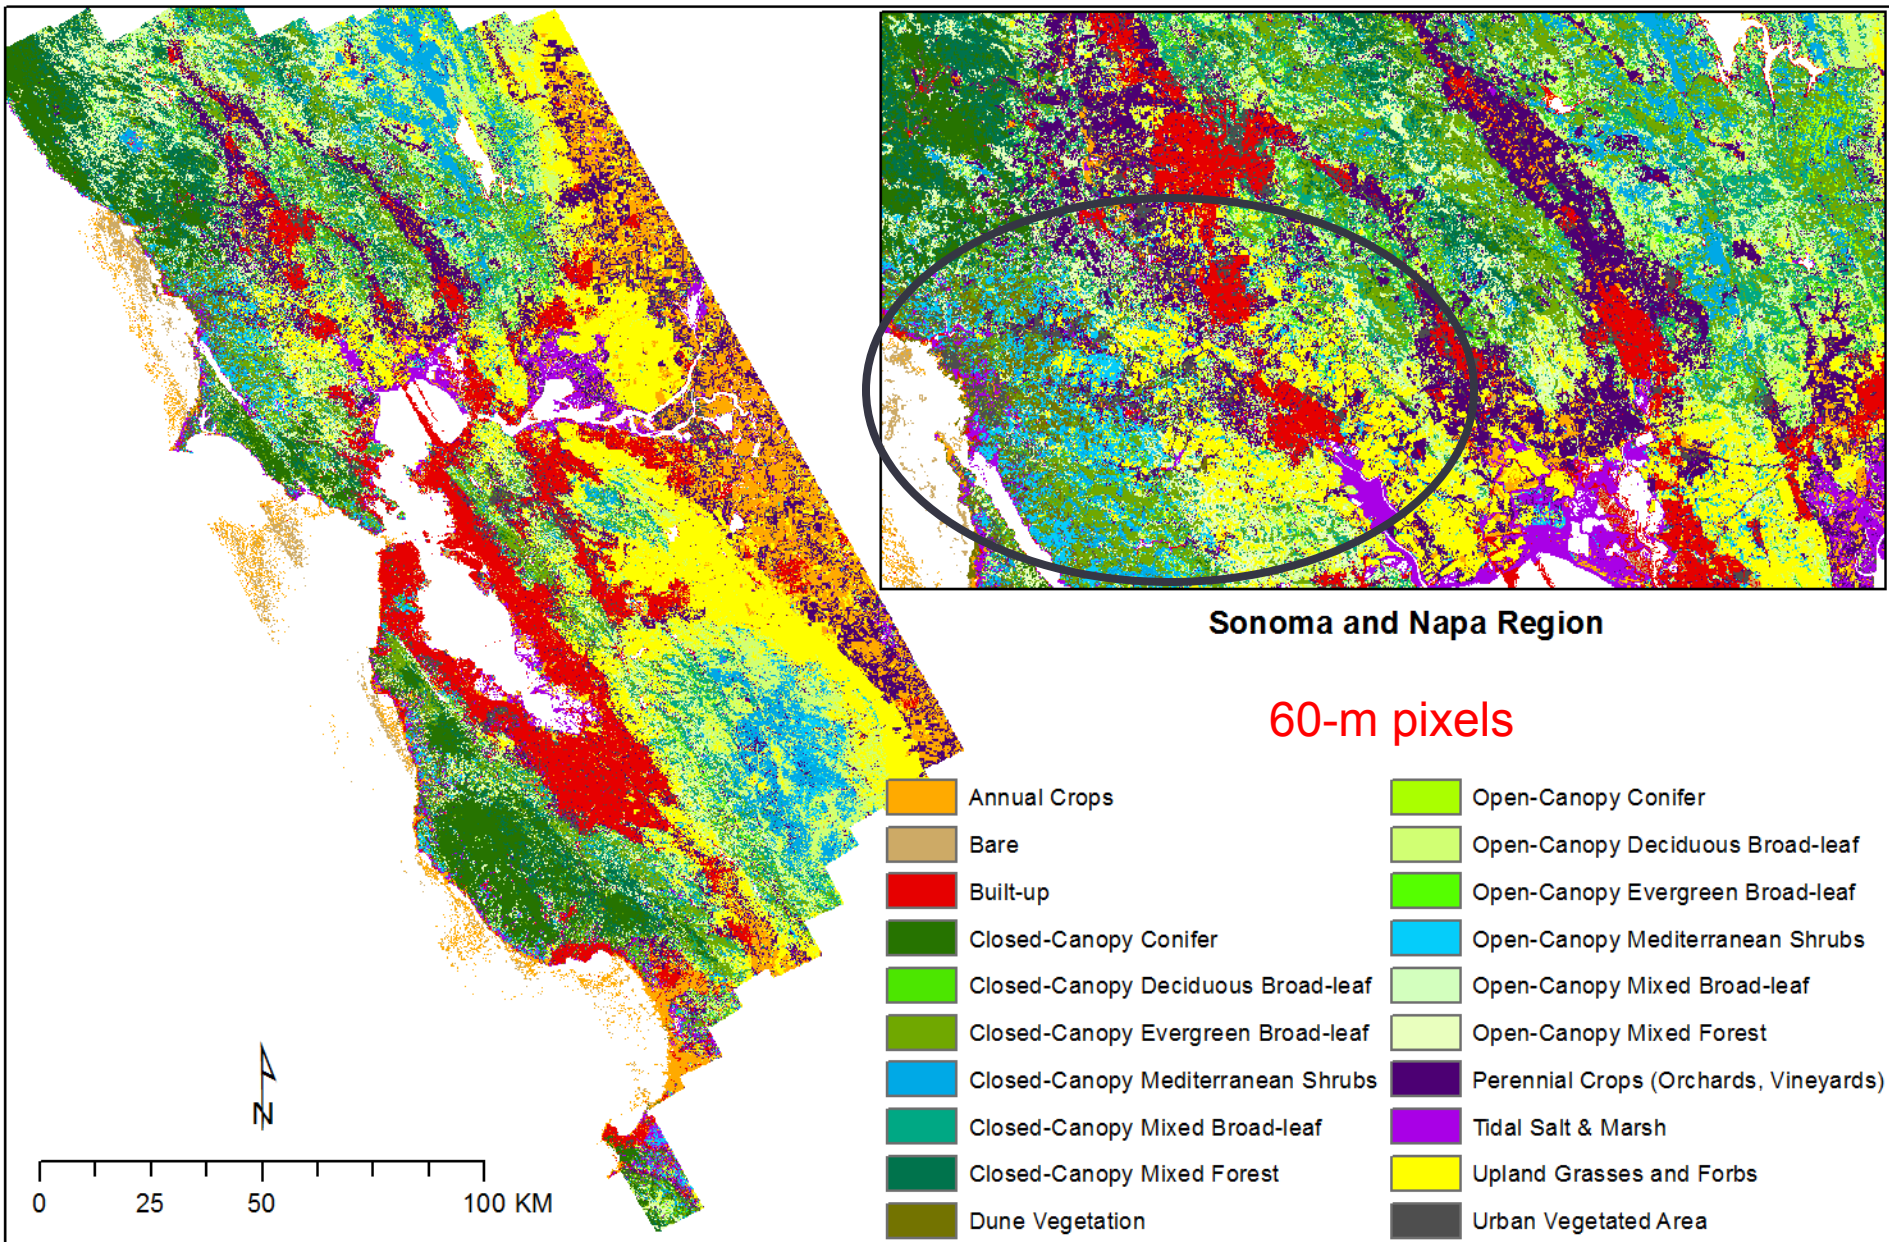 Sonoma and Napa Region
60-m pixels
Annual Crops
Bare
Built-up
Closed-Canopy Conifer
Closed-Canopy Deciduous Broad-leaf
Closed-Canopy Evergreen Broad-leaf
Closed-Canopy Mediterranean Shrubs
Closed-Canopy Mixed Broad-leaf
Closed-Canopy Mixed Forest
Dune Vegetation
Open-Canopy Conifer
Open-Canopy Deciduous Broad-leaf
Open-Canopy Evergreen Broad-leaf
Open-Canopy Mediterranean Shrubs
Open-Canopy Mixed Broad-leaf
Open-Canopy Mixed Forest
Perennial Crops (Orchards, Vineyards)
Tidal Salt & Marsh
Upland Grasses and Forbs
Urban Vegetated Area
N
0 25 50 100 KM